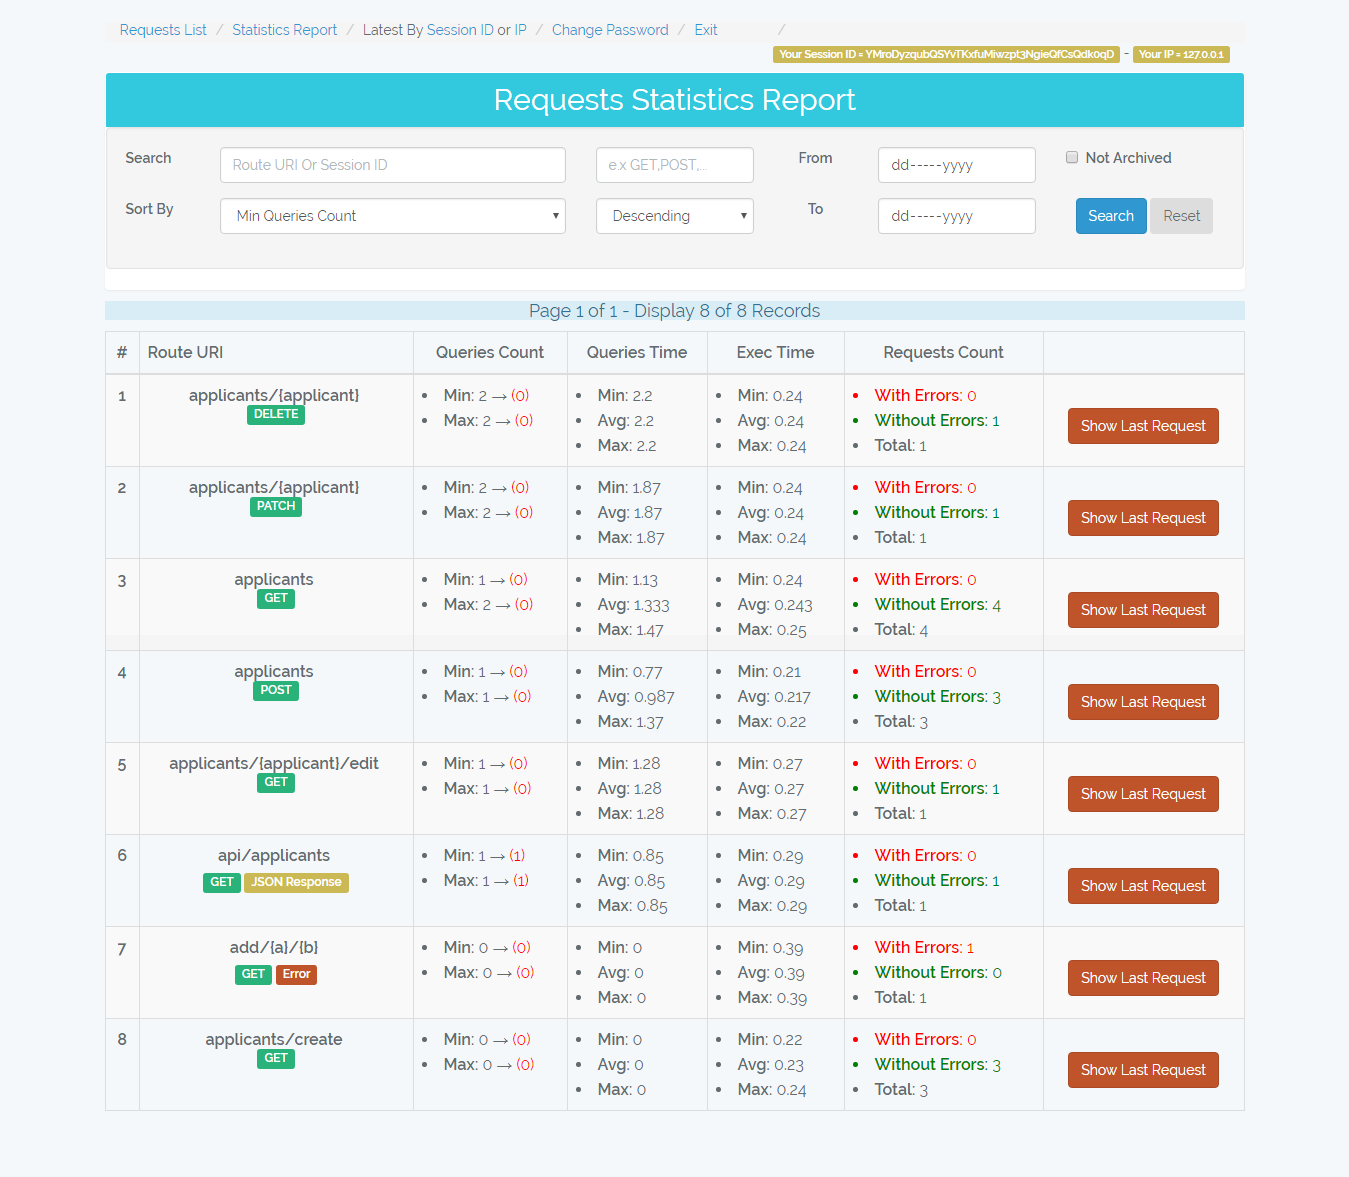 Requests List / Statistics Report / Latest By Session ID or IP / Change Password / Exit /
Your Session ID = YMroDyzqubQSYvTKxfuMiwzpt3NgieQfCsQdk0qD - Your IP = 127.0.0.1
Requests Statistics Report
Search Route URI Or Session ID e.x GET,POST,... From dd-----yyyy Not Archived
Sort By Min Queries Count Descending To dd-----yyyy Search Reset
Page 1 of 1 - Display 8 of 8 Records
# Route URI Queries Count Queries Time Exec Time Requests Count
1 applicants/{applicant} Min: 2 → (0) Min: 2.2 Min: 0.24 With Errors: 0
DELETE Max: 2 → (0) Avg: 2.2 Avg: 0.24 Without Errors: 1 Show Last Request
Max: 2.2 Max: 0.24 Total: 1
2 applicants/{applicant} Min: 2 → (0) Min: 1.87 Min: 0.24 With Errors: 0
PATCH Max: 2 → (0) Avg: 1.87 Avg: 0.24 Without Errors: 1 Show Last Request
Max: 1.87 Max: 0.24 Total: 1
3 applicants Min: 1 → (0) Min: 1.13 Min: 0.24 With Errors: 0
GET Max: 2 → (0) Avg: 1.333 Avg: 0.243 Without Errors: 4 Show Last Request
Max: 1.47 Max: 0.25 Total: 4
4 applicants Min: 1 → (0) Min: 0.77 Min: 0.21 With Errors: 0
POST Max: 1 → (0) Avg: 0.987 Avg: 0.217 Without Errors: 3 Show Last Request
Max: 1.37 Max: 0.22 Total: 3
5 applicants/{applicant}/edit Min: 1 → (0) Min: 1.28 Min: 0.27 With Errors: 0
GET Max: 1 → (0) Avg: 1.28 Avg: 0.27 Without Errors: 1 Show Last Request
Max: 1.28 Max: 0.27 Total: 1
6 api/applicants Min: 1 → (1) Min: 0.85 Min: 0.29 With Errors: 0
GET JSON Response Max: 1 → (1) Avg: 0.85 Avg: 0.29 Without Errors: 1 Show Last Request
Max: 0.85 Max: 0.29 Total: 1
7 add/{a}/{b} Min: 0 → (0) Min: 0 Min: 0.39 With Errors: 1
GET Error Max: 0 → (0) Avg: 0 Avg: 0.39 Without Errors: 0 Show Last Request
Max: 0 Max: 0.39 Total: 1
8 applicants/create Min: 0 → (0) Min: 0 Min: 0.22 With Errors: 0
GET Max: 0 → (0) Avg: 0 Avg: 0.23 Without Errors: 3 Show Last Request
Max: 0 Max: 0.24 Total: 3